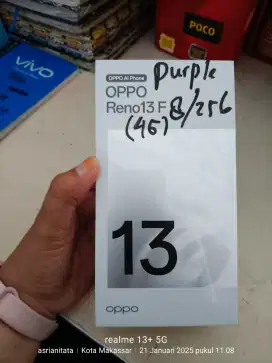 POCO
vivo
OPPO AI Phone
Purple
OPPO
Reno13 F 8/256
(4G)
13
oppo
realme 13+ 5G
asrianitata | Kota Makassar | 21 Januari 2025 pukul 11.08